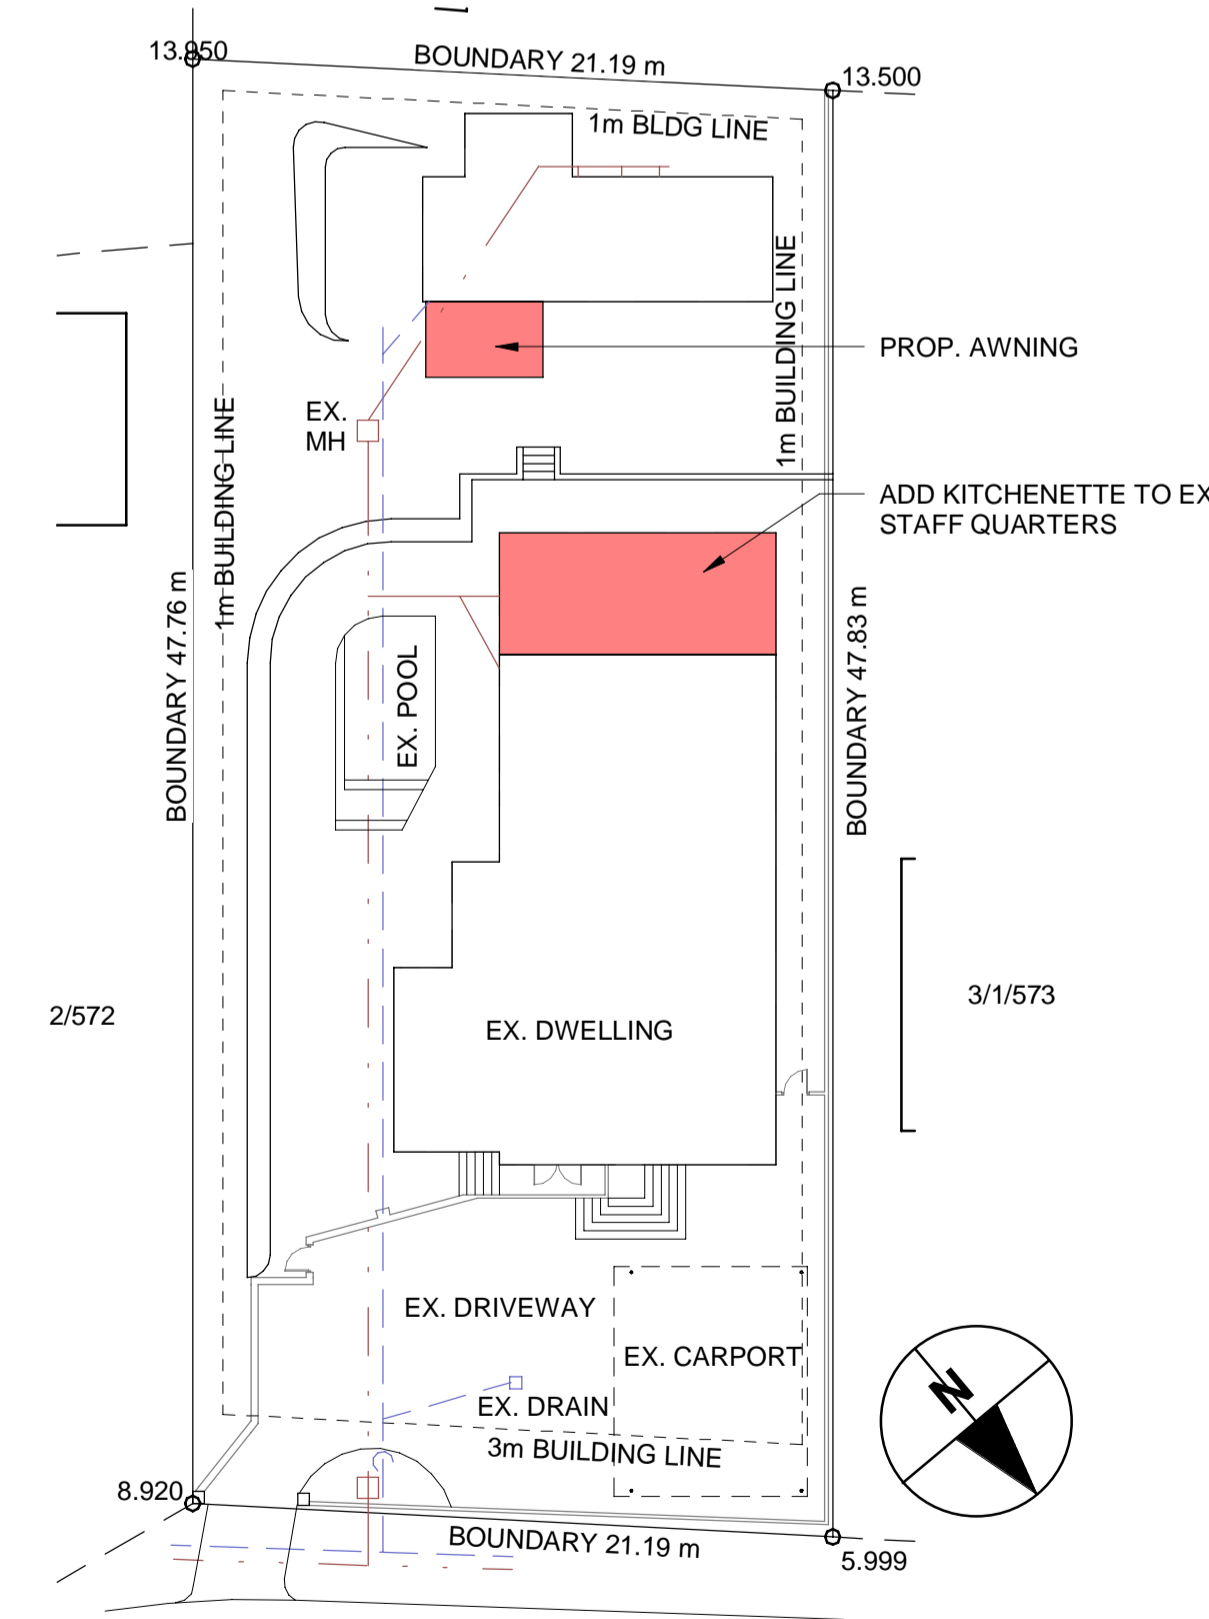 13.950
BOUNDARY 21.19 m
13.500
1m BLDG LINE
1m BUILDING LINE
PROP. AWNING
EX.
MH
1m BUILDING LINE
ADD KITCHENETTE TO EX
STAFF QUARTERS
BOUNDARY 47.76 m
BOUNDARY 47.83 m
EX. POOL
2/572
3/1/573
EX. DWELLING
EX. DRIVEWAY
EX. CARPORT
N
EX. DRAIN
3m BUILDING LINE
8.920
BOUNDARY 21.19 m
5.999